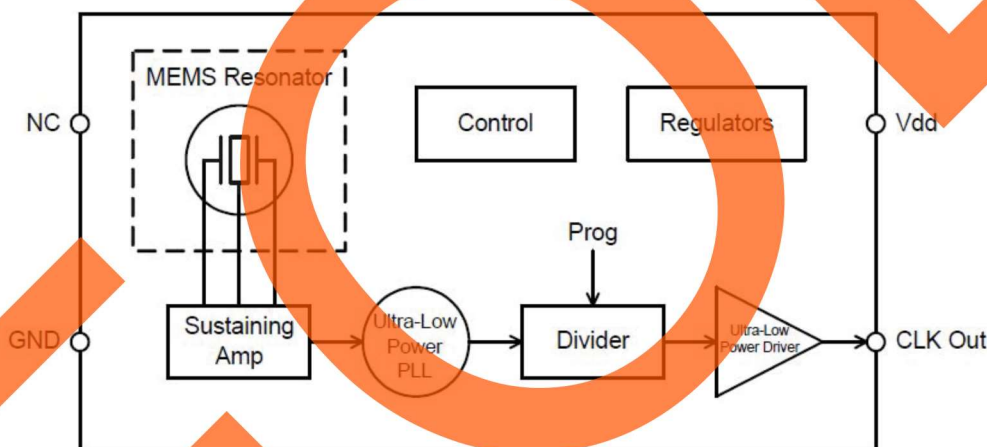 MEMS Resonator
NC
Control
Regulators
Vdd
Prog
GND
Sustaining
Amp
Ultra-Low
Power
PLL
Divider
Ultra-Low
Power Driver
CLK Out